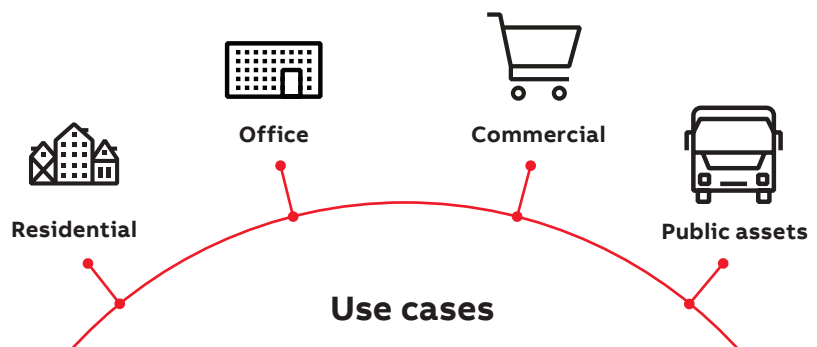 Office
Commercial
Residential
Public assets
Use cases